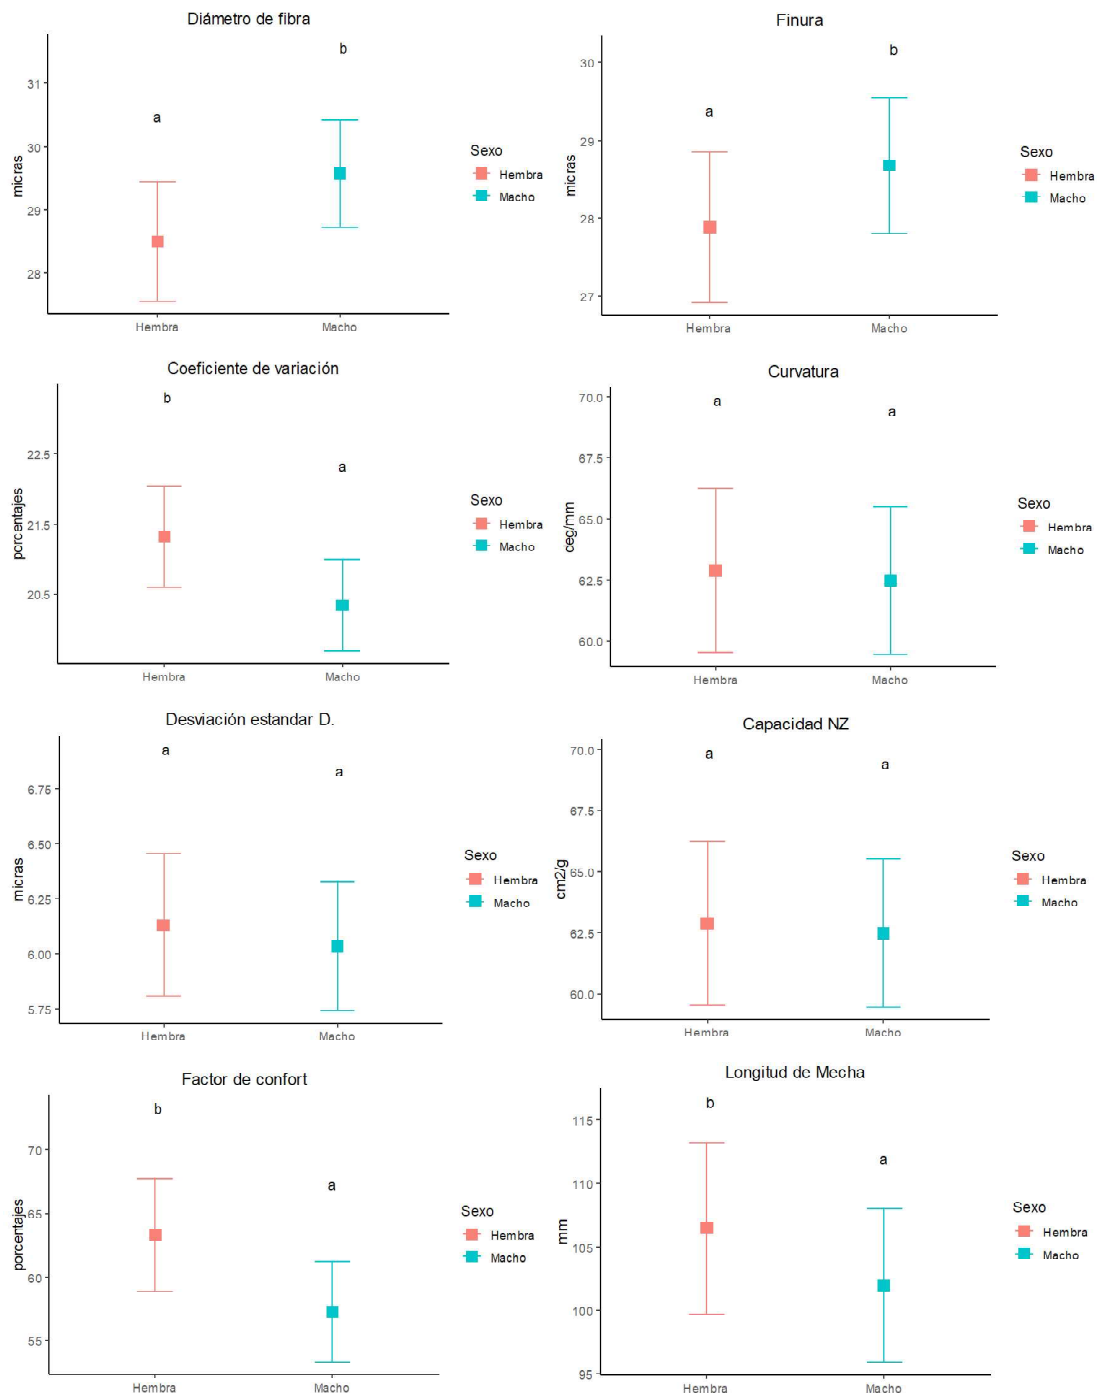 Diámetro de fibra
b
a
31
30
29
28
micras
Hembra
Macho
Sexo
Hembra
Macho
Finura
b
a
30
29
28
27
micras
Hembra
Macho
Sexo
Hembra
Macho
Coeficiente de variación
b
a
22.5
21.5
20.5
porcentajes
Hembra
Macho
Sexo
Hembra
Macho
Curvatura
a
a
70.0
67.5
65.0
62.5
60.0
ceg/mm
Hembra
Macho
Sexo
Hembra
Macho
Desviación estandar D.
a
a
6.75
6.50
6.25
6.00
5.75
micras
Hembra
Macho
Sexo
Hembra
Macho
Capacidad NZ
a
a
70.0
67.5
65.0
62.5
60.0
cm2/g
Hembra
Macho
Sexo
Hembra
Macho
Factor de confort
b
a
70
65
60
55
porcentajes
Hembra
Macho
Sexo
Hembra
Macho
Longitud de Mecha
b
a
115
110
105
100
95
mm
Hembra
Macho
Sexo
Hembra
Macho